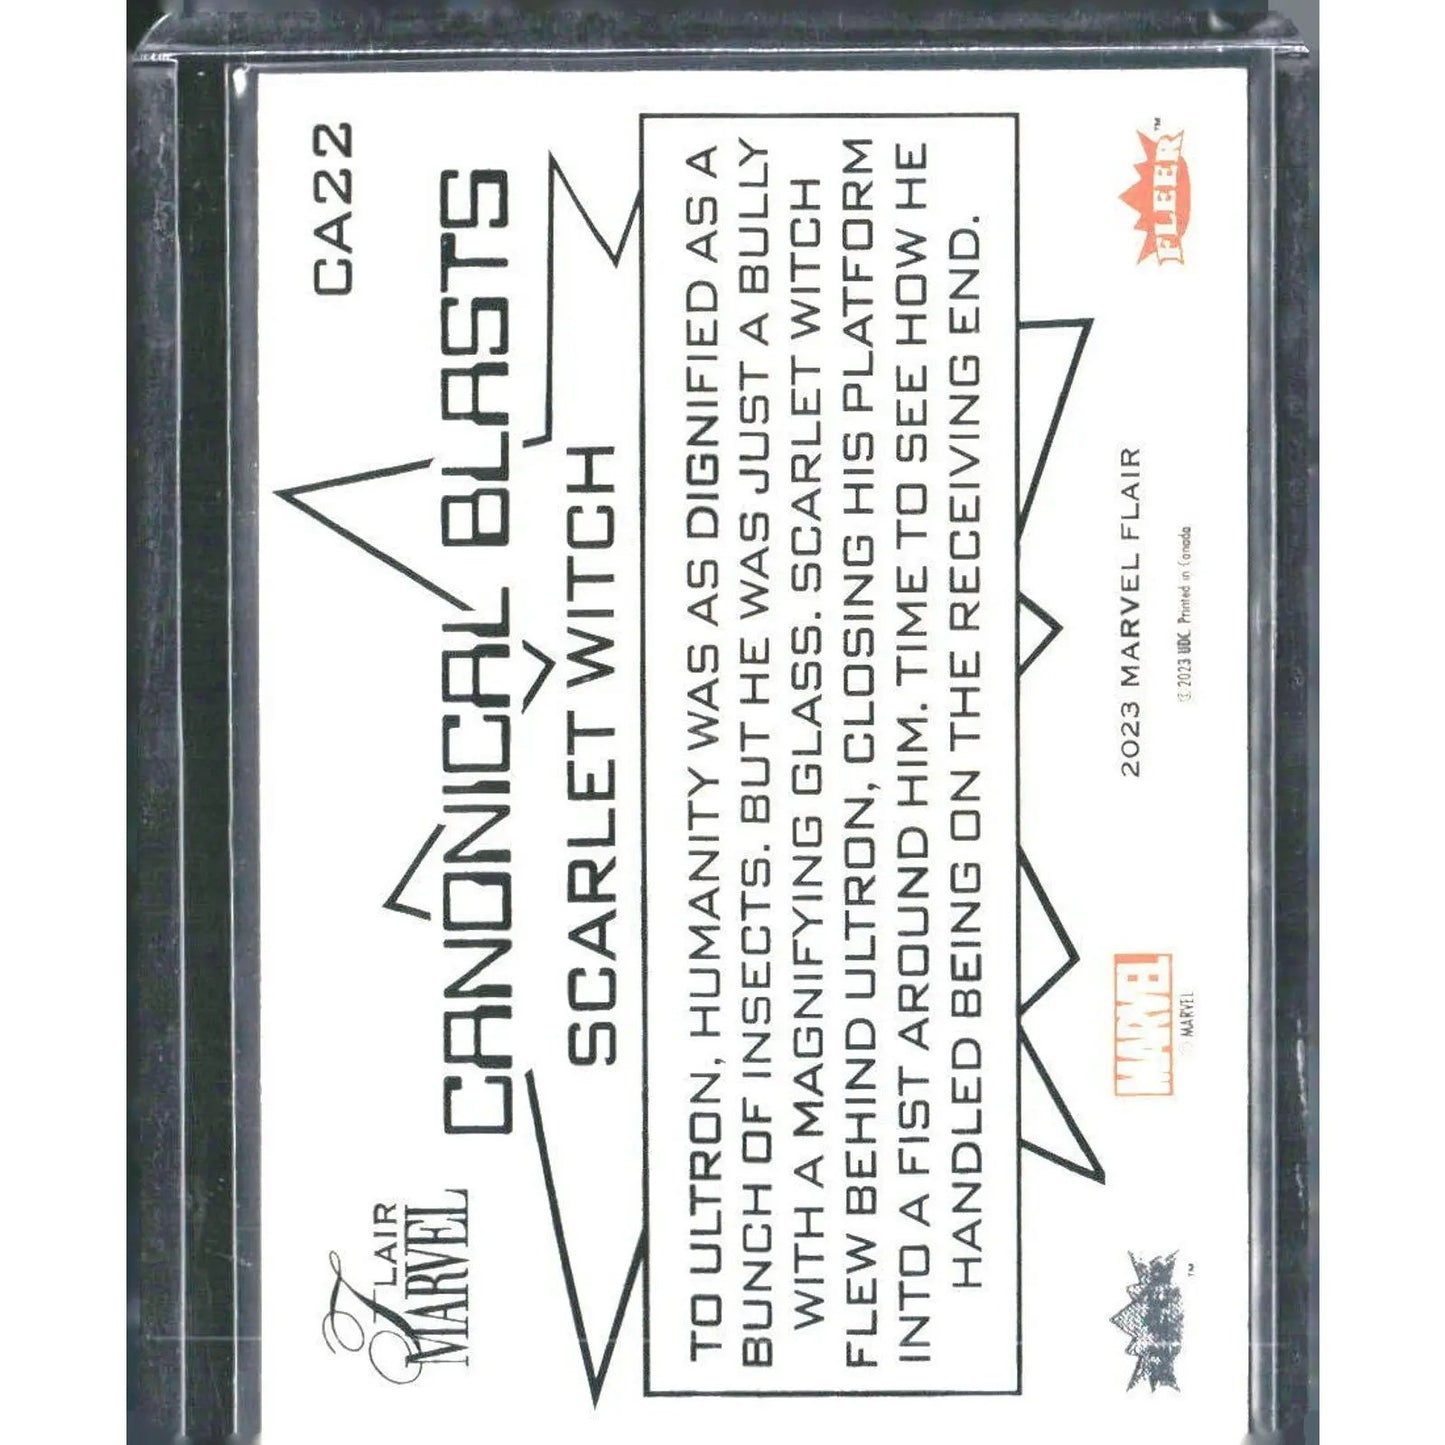 CA22
FLAIR
MARVEL
CANONICAL BLASTS
SCARLET WITCH
TO ULTRON, HUMANITY WAS AS DIGNIFIED AS A
BUNCH OF INSECTS. BUT HE WAS JUST A BULLY
WITH A MAGNIFYING GLASS. SCARLET WITCH
FLEW BEHIND ULTRON, CLOSING HIS PLATFORM
INTO A FIST AROUND HIM. TIME TO SEE HOW HE
HANDLED BEING ON THE RECEIVING END.
™
MARVEL
© MARVEL
2023 MARVEL FLAIR
© 2023 UDC. Printed in Canada
FLEER™